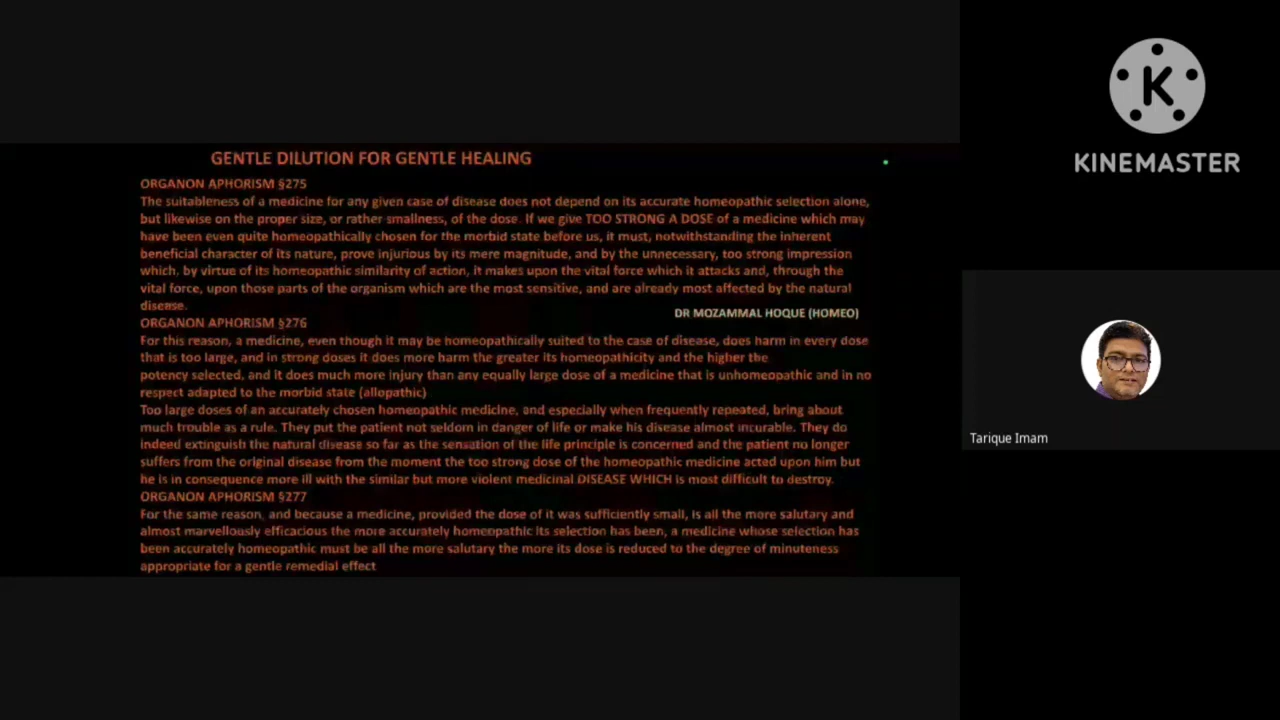 GENTLE DILUTION FOR GENTLE HEALING
ORGANON APHORISM §275
The suitableness of a medicine for any given case of disease does not depend on its accurate homeopathic selection alone,
but likewise on the proper size, or rather smallness, of the dose. If we give TOO STRONG A DOSE of a medicine which may
have been even quite homeopathically chosen for the morbid state before us, it must, notwithstanding the inherent
beneficial character of its nature, prove injurious by its mere magnitude, and by the unnecessary, too strong impression
which, by virtue of its homeopathic similarity of action, it makes upon the vital force which it attacks and, through the
vital force, upon those parts of the organism which are the most sensitive, and are already most affected by the natural
disease.
DR MOZAMMAL HOQUE (HOMEO)
ORGANON APHORISM §276
For this reason, a medicine, even though it may be homeopathically suited to the case of disease, does harm in every dose
that is too large, and in strong doses it does more harm the greater its homeopathicity and the higher the
potency selected, and it does much more injury than any equally large dose of a medicine that is unhomeopathic and in no
respect adapted to the morbid state (allopathic)
Too large doses of an accurately chosen homeopathic medicine, and especially when frequently repeated, bring about
much trouble as a rule. They put the patient not seldom in danger of life or make his disease almost incurable. They do
indeed extinguish the natural disease so far as the sensation of the life principle is concerned and the patient no longer
suffers from the original disease from the moment the too strong dose of the homeopathic medicine acted upon him but
he is in consequence more ill with the similar but more violent medicinal DISEASE WHICH is most difficult to destroy.
ORGANON APHORISM §277
For the same reason, and because a medicine, provided the dose of it was sufficiently small, is all the more salutary and
almost marvellously efficacious the more accurately homeopathic its selection has been, a medicine whose selection has
been accurately homeopathic must be all the more salutary the more its dose is reduced to the degree of minuteness
appropriate for a gentle remedial effect
K
KINEMASTER
Tarique Imam